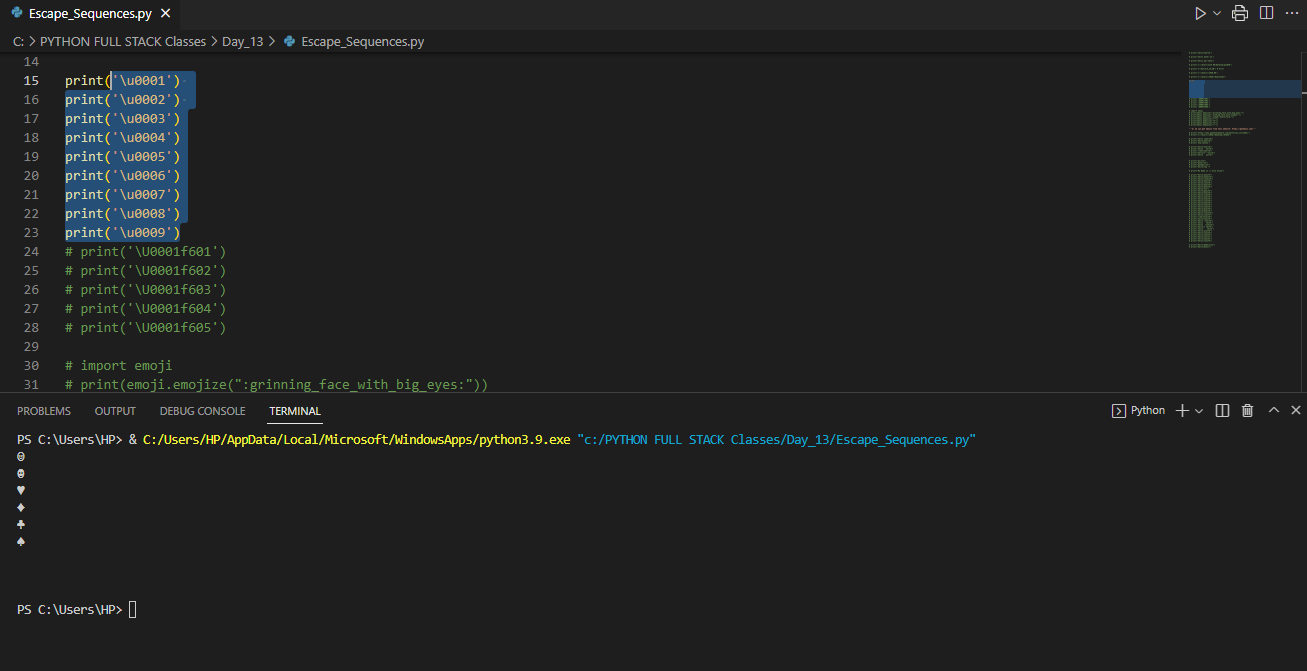 Escape_Sequences.py
C: > PYTHON FULL STACK Classes > Day_13 > Escape_Sequences.py
14
15 print('\u0001')
16 print('\u0002')
17 print('\u0003')
18 print('\u0004')
19 print('\u0005')
20 print('\u0006')
21 print('\u0007')
22 print('\u0008')
23 print('\u0009')
24 # print('\U0001f601')
25 # print('\U0001f602')
26 # print('\U0001f603')
27 # print('\U0001f604')
28 # print('\U0001f605')
29
30 # import emoji
31 # print(emoji.emojize(":grinning_face_with_big_eyes:"))
PROBLEMS OUTPUT DEBUG CONSOLE TERMINAL Python
PS C:\Users\HP> & C:/Users/HP/AppData/Local/Microsoft/WindowsApps/python3.9.exe "c:/PYTHON FULL STACK Classes/Day_13/Escape_Sequences.py"
☺
☻
♥
♦
♣
♠
PS C:\Users\HP>